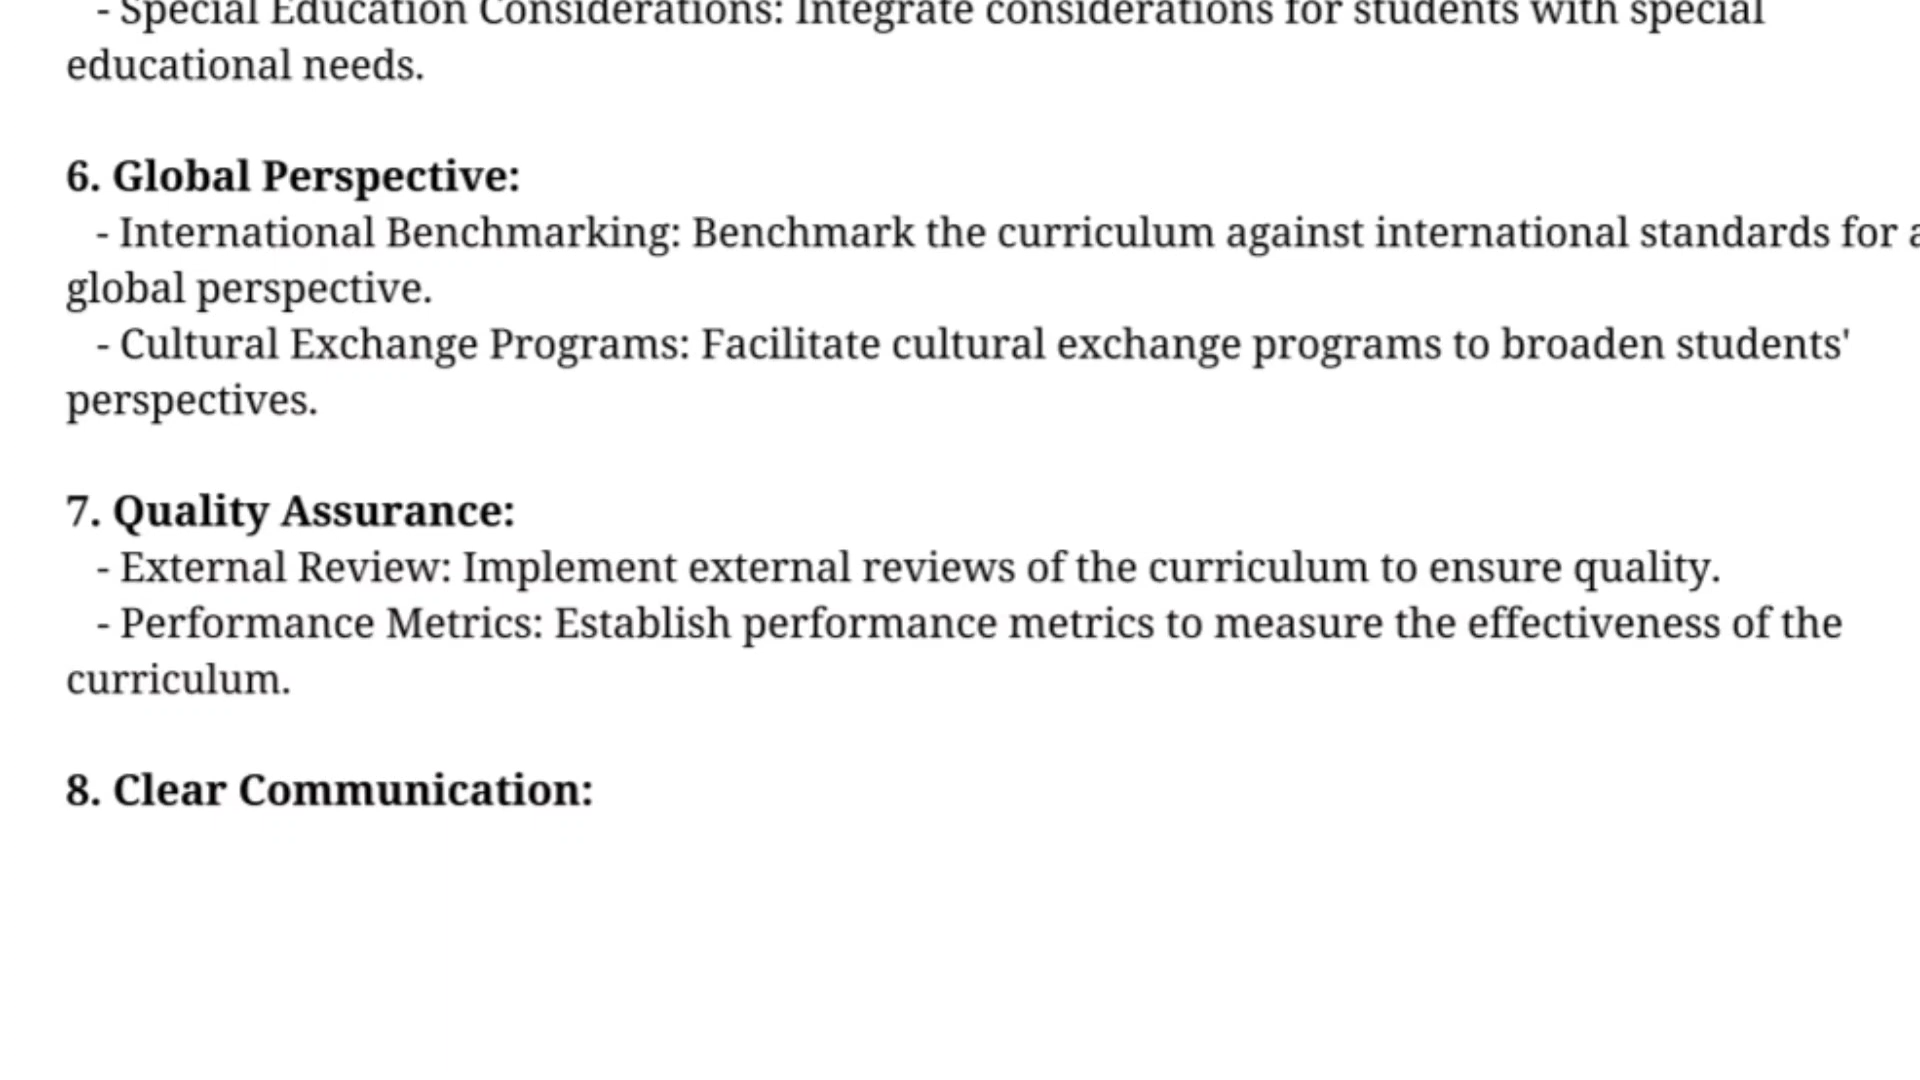 - Special Education Considerations: Integrate considerations for students with special
educational needs.
6. Global Perspective:
- International Benchmarking: Benchmark the curriculum against international standards for a
global perspective.
- Cultural Exchange Programs: Facilitate cultural exchange programs to broaden students'
perspectives.
7. Quality Assurance:
- External Review: Implement external reviews of the curriculum to ensure quality.
- Performance Metrics: Establish performance metrics to measure the effectiveness of the
curriculum.
8. Clear Communication: